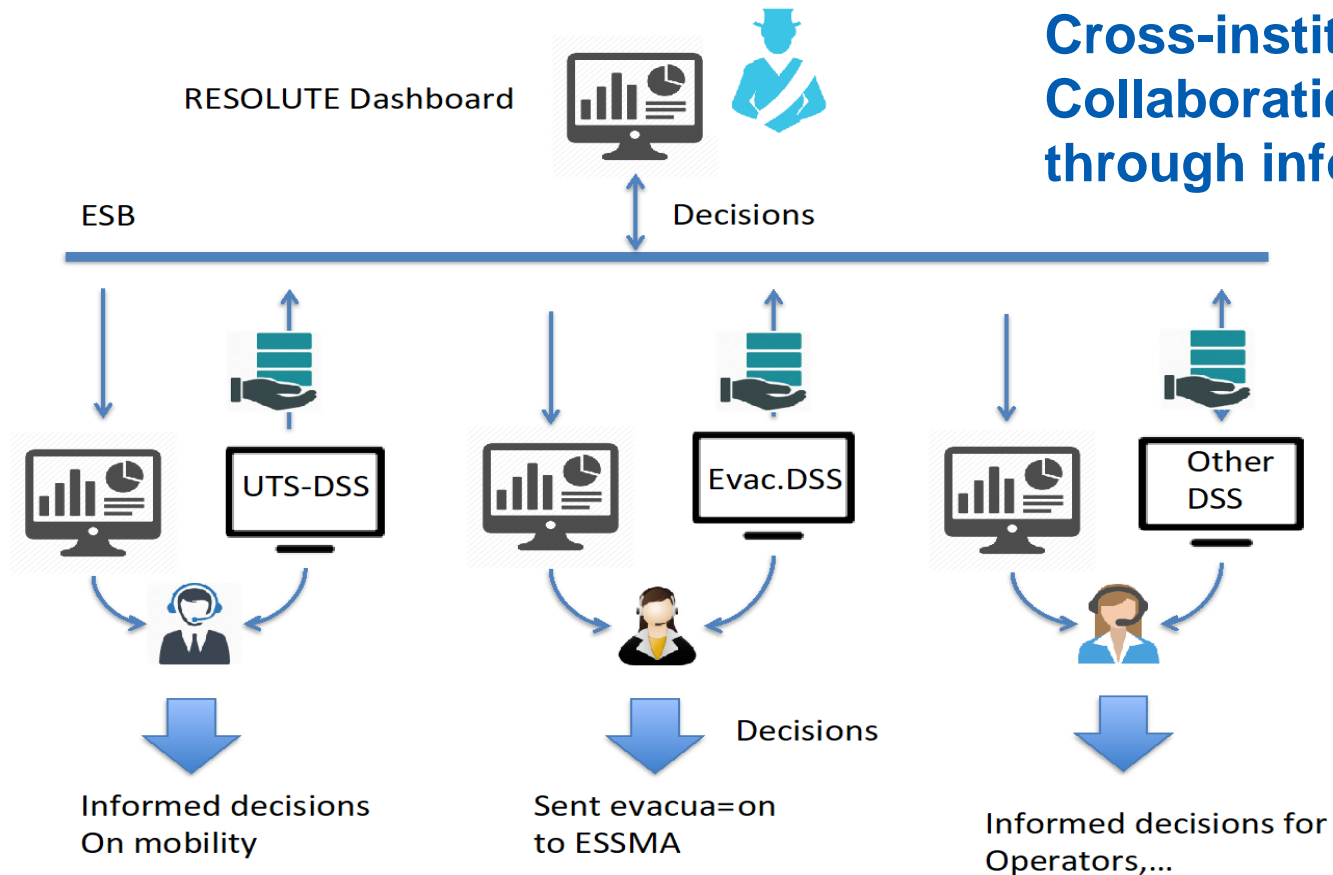 Cross-instit
Collaboratio
through info
RESOLUTE Dashboard
ESB
Decisions
UTS-DSS
Evac.DSS
Other
DSS
Decisions
Informed decisions
On mobility
Sent evacua=on
to ESSMA
Informed decisions for
Operators,...